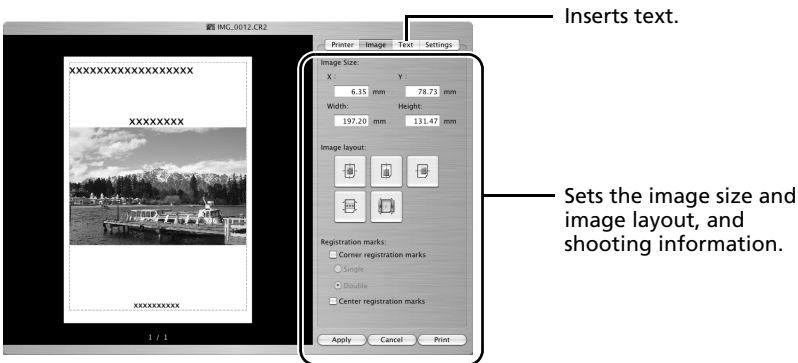 IMG_0012.CR2
Inserts text.
Printer Image Text Settings
Image Size:
X : Y :
6.35 mm 78.73 mm
Width: Height:
197.20 mm 131.47 mm
Image layout:
Registration marks:
Corner registration marks
Single
Double
Center registration marks
Apply Cancel Print
XXXXXXXXXXXXXXXXXX
XXXXXXXX
XXXXXXXXXX
1 / 1
Sets the image size and
image layout, and
shooting information.